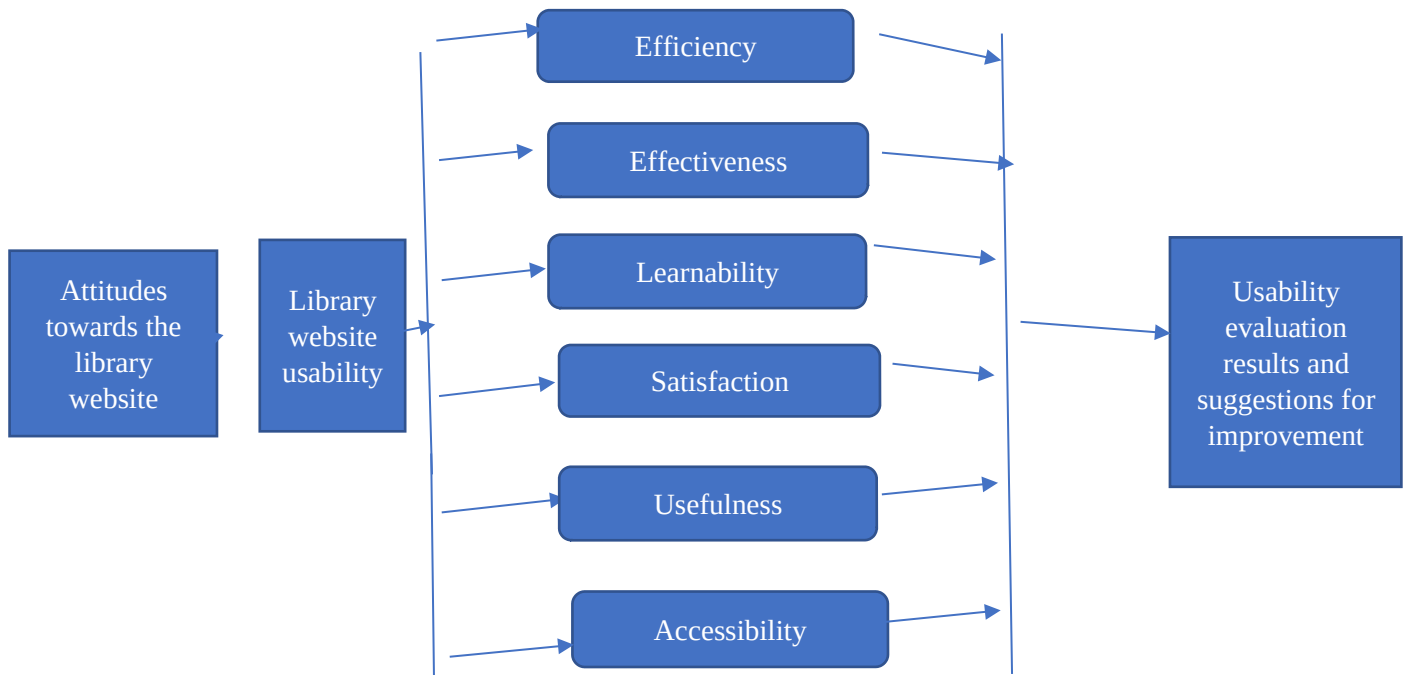 Attitudes
towards the
library
website
Library
website
usability
Efficiency
Effectiveness
Learnability
Satisfaction
Usefulness
Accessibility
Usability
evaluation
results and
suggestions for
improvement